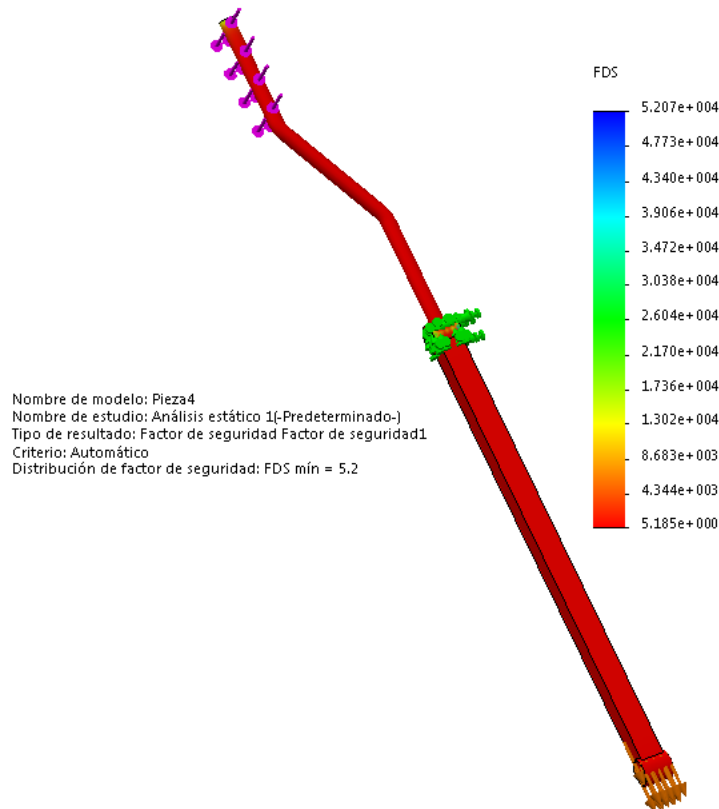 FDS
5.207e+004
4.773e+004
4.340e+004
3.906e+004
3.472e+004
3.038e+004
2.604e+004
2.170e+004
1.736e+004
1.302e+004
8.683e+003
4.344e+003
5.185e+000
Nombre de modelo: Pieza4
Nombre de estudio: Análisis estático 1(-Predeterminado-)
Tipo de resultado: Factor de seguridad Factor de seguridad1
Criterio: Automático
Distribución de factor de seguridad: FDS mín = 5.2